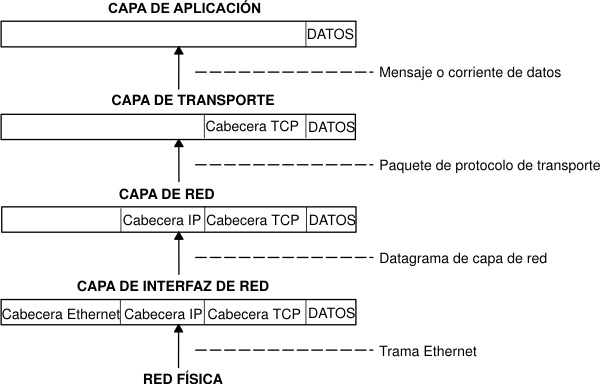 CAPA DE APLICACIÓN
DATOS
Mensaje o corriente de datos
CAPA DE TRANSPORTE
Cabecera TCP DATOS
Paquete de protocolo de transporte
CAPA DE RED
Cabecera IP Cabecera TCP DATOS
Datagrama de capa de red
CAPA DE INTERFAZ DE RED
Cabecera Ethernet Cabecera IP Cabecera TCP DATOS
Trama Ethernet
RED FÍSICA